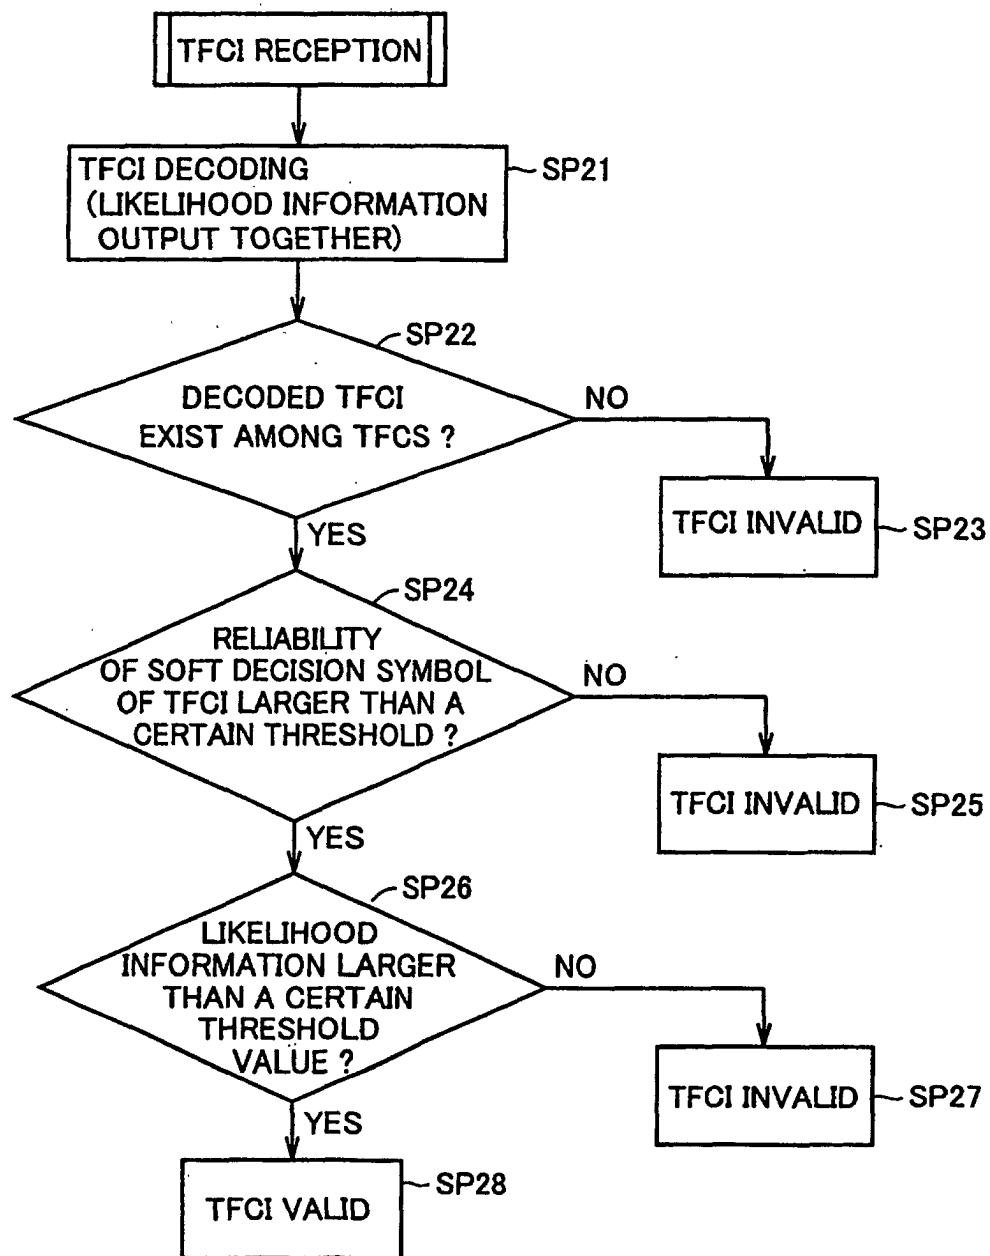 TFCI RECEPTION
TFCI DECODING
(LIKELIHOOD INFORMATION
OUTPUT TOGETHER)
SP21
SP22
DECODED TFCI
EXIST AMONG TFCS ?
NO
YES
TFCI INVALID
SP23
SP24
RELIABILITY
OF SOFT DECISION SYMBOL
OF TFCI LARGER THAN A
CERTAIN THRESHOLD ?
NO
YES
TFCI INVALID
SP25
SP26
LIKELIHOOD
INFORMATION LARGER
THAN A CERTAIN
THRESHOLD
VALUE ?
NO
YES
TFCI INVALID
SP27
TFCI VALID
SP28